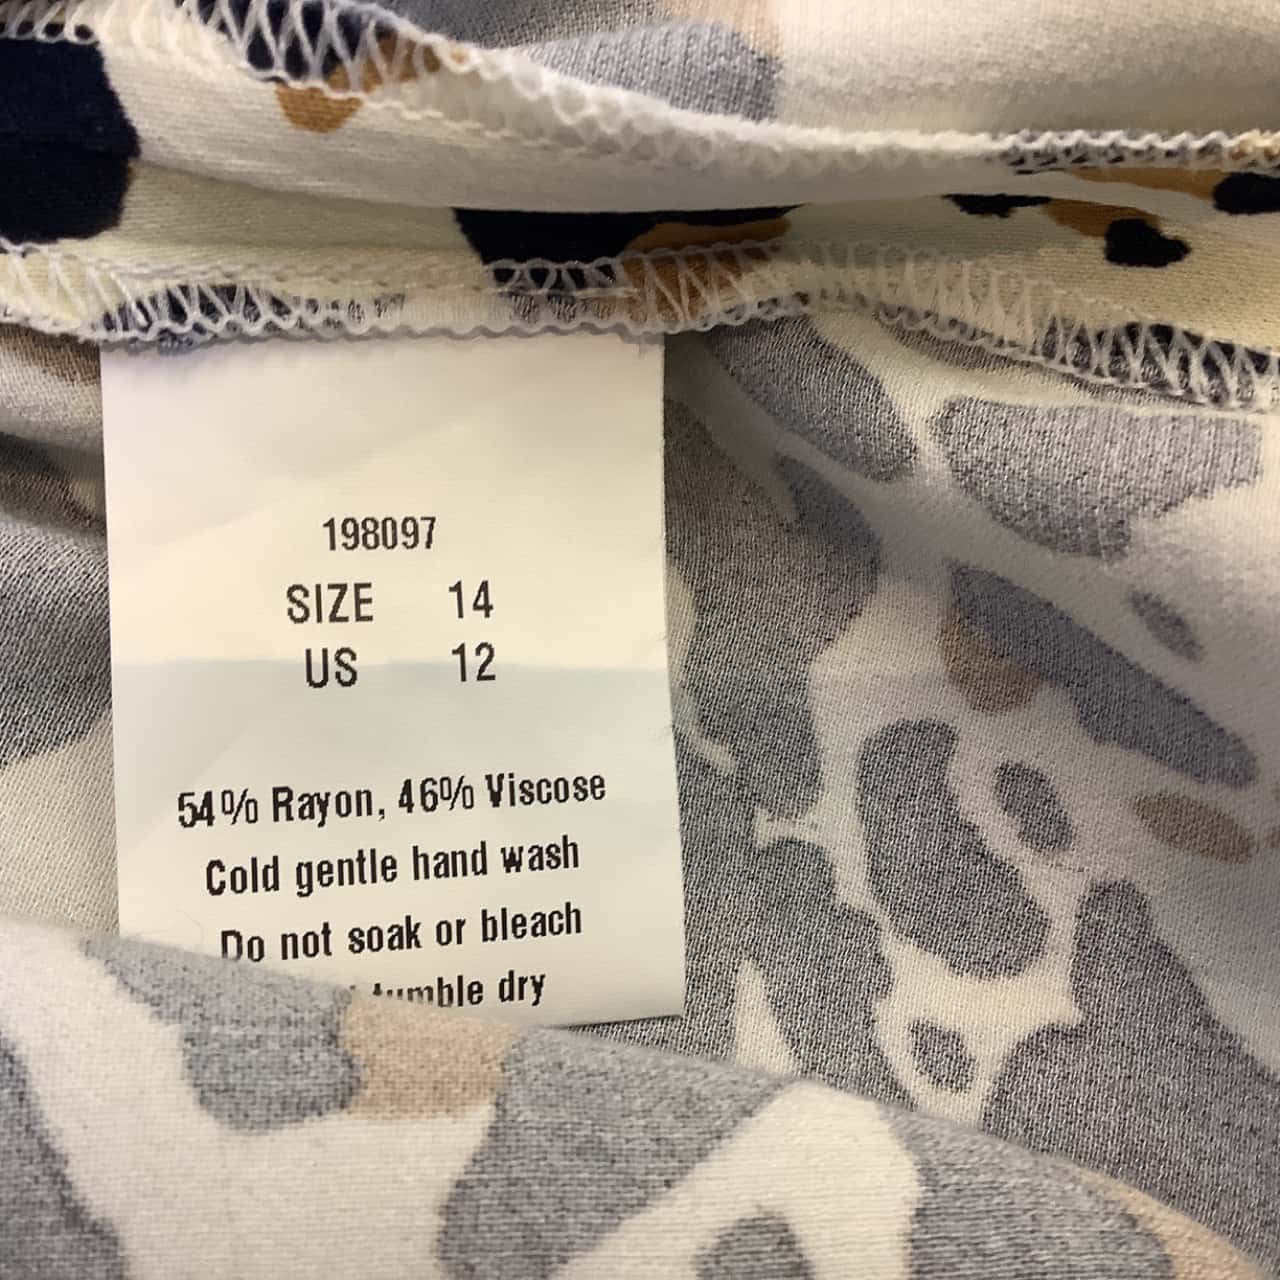 198097
SIZE 14
US 12
54% Rayon, 46% Viscose
Cold gentle hand wash
Do not soak or bleach
tumble dry